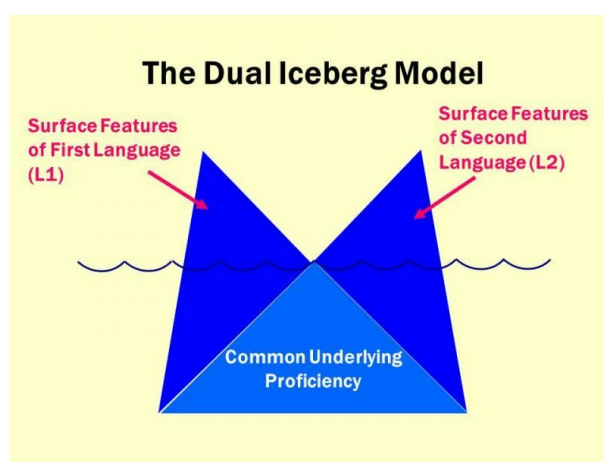 The Dual Iceberg Model
Surface Features
of First Language
(L1)
Surface Features
of Second
Language (L2)
Common Underlying
Proficiency